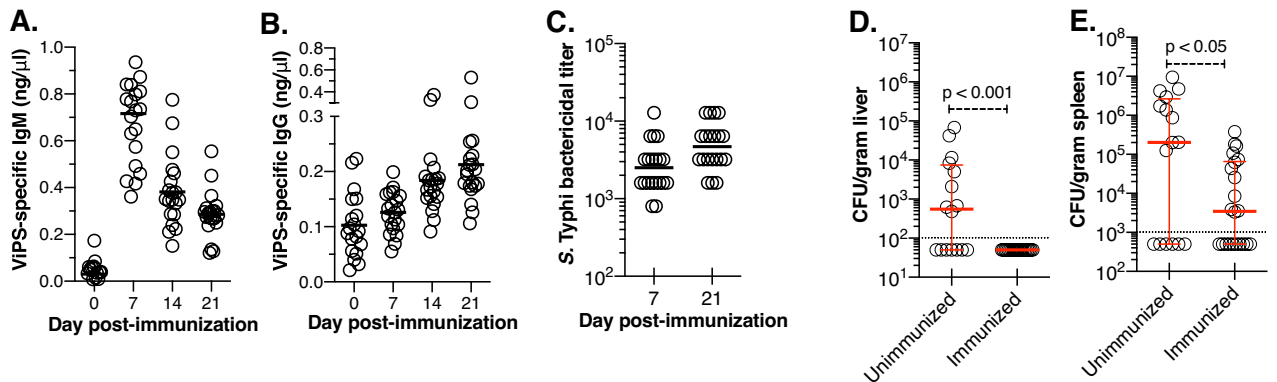 A.
ViPS-specific IgM (ng/μl)
1.0
0.8
0.6
0.4
0.2
0.0
0 7 14 21
Day post-immunization
B.
ViPS-specific IgG (ng/μl)
0.8
0.6
0.4
0.3
0.2
0.1
0.0
0 7 14 21
Day post-immunization
C.
S. Typhi bactericidal titer
10^5
10^4
10^3
10^2
7 21
Day post-immunization
D.
CFU/gram liver
10^7
10^6
10^5
10^4
10^3
10^2
10^1
p < 0.001
Unimmunized
Immunized
E.
CFU/gram spleen
10^8
10^7
10^6
10^5
10^4
10^3
10^2
p < 0.05
Unimmunized
Immunized